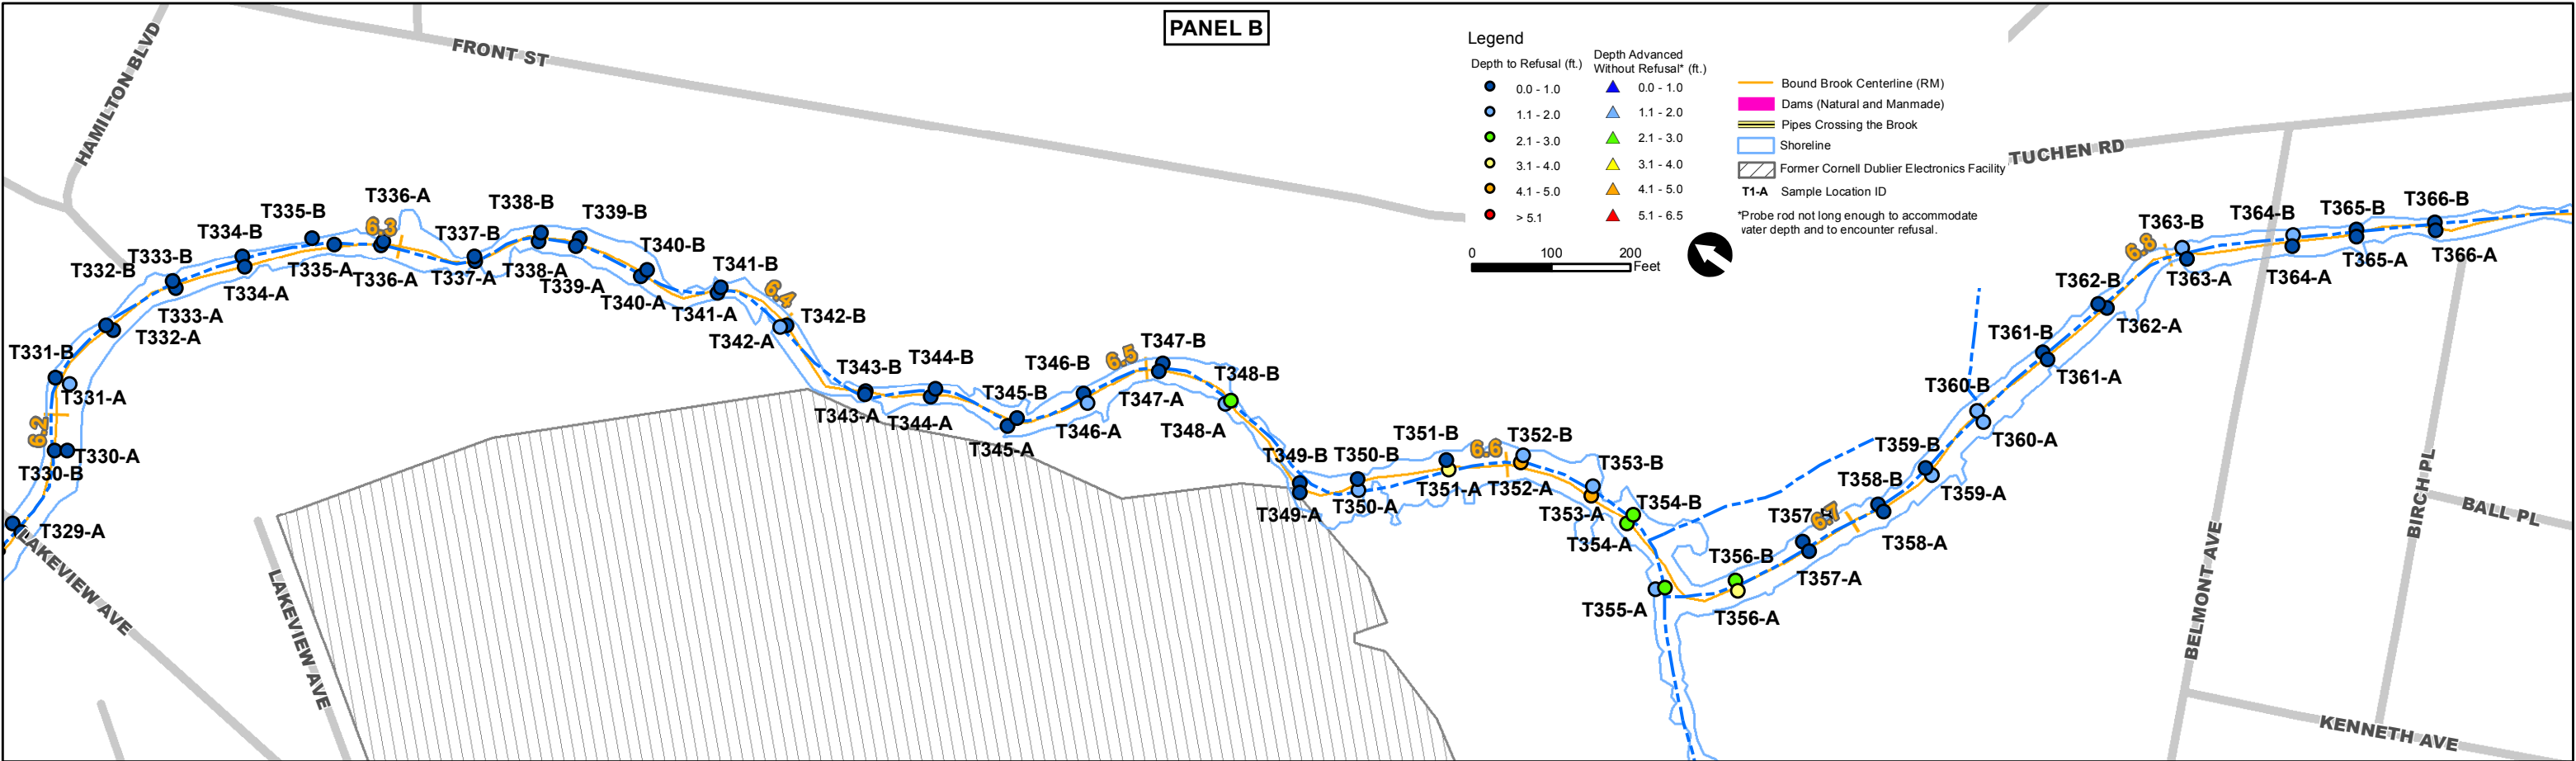 PANEL B
HAMILTON BLVD
FRONT ST
Legend
Depth to Refusal (ft.)
0.0 - 1.0
1.1 - 2.0
2.1 - 3.0
3.1 - 4.0
4.1 - 5.0
> 5.1
Depth Advanced
Without Refusal* (ft.)
0.0 - 1.0
1.1 - 2.0
2.1 - 3.0
3.1 - 4.0
4.1 - 5.0
5.1 - 6.5
Bound Brook Centerline (RM)
Dams (Natural and Manmade)
Pipes Crossing the Brook
Shoreline
Former Cornell Dublier Electronics Facility
T1-A Sample Location ID
*Probe rod not long enough to accommodate
water depth and to encounter refusal.
0 100 200
Feet
TUCHEN RD
T329-A
T330-B
T330-A
6.2
T331-B
T331-A
T332-B
T332-A
T333-B
T333-A
T334-B
T334-A
T335-B
T335-A
T336-A
6.3
T336-A
T337-B
T337-A
T338-B
T338-A
T339-B
T339-A
T340-B
T340-A
T341-B
T341-A
6.4
T342-B
T342-A
T343-B
T343-A
T344-B
T344-A
T345-B
T345-A
T346-B
T346-A
6.5
T347-B
T347-A
T348-B
T348-A
T349-B
T349-A
T350-B
T350-A
T351-B
T351-A
6.6
T352-B
T352-A
T353-B
T353-A
T354-B
T354-A
T355-A
T356-B
T356-A
T357-B
T357-A
6.7
T358-B
T358-A
T359-B
T359-A
T360-B
T360-A
T361-B
T361-A
T362-B
T362-A
6.8
T363-B
T363-A
T364-B
T364-A
T365-B
T365-A
T366-B
T366-A
LAKEVIEW AVE
LAKEVIEW AVE
BELMONT AVE
BIRCH PL
BALL PL
KENNETH AVE